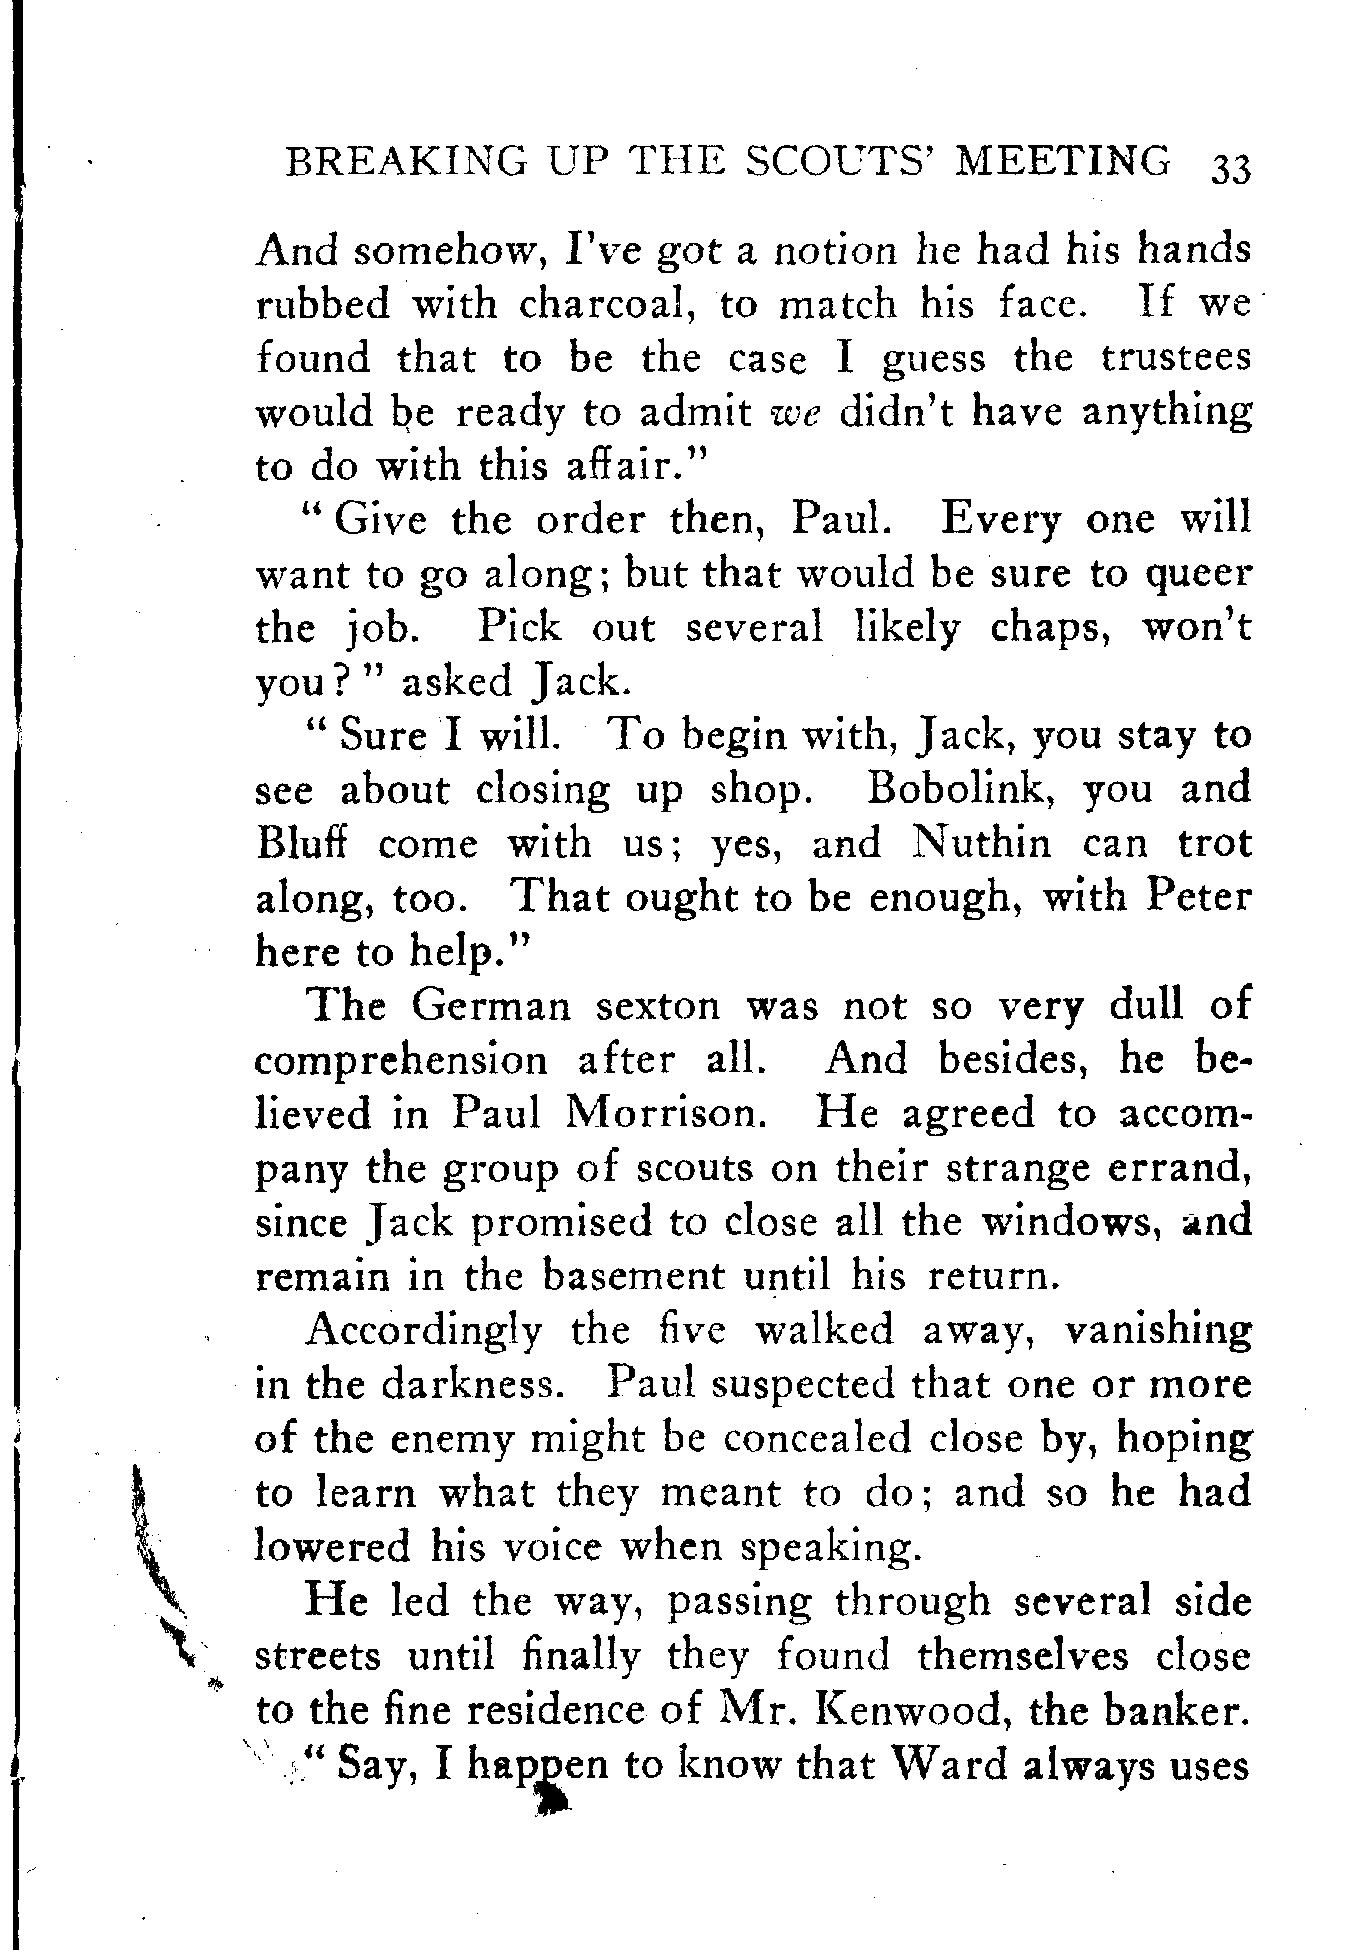 BREAKING UP THE SCOUTS' MEETING 33
And somehow, I've got a notion he had his hands
rubbed with charcoal, to match his face. If we
found that to be the case I guess the trustees
would be ready to admit we didn't have anything
to do with this affair."
"Give the order then, Paul. Every one will
want to go along; but that would be sure to queer
the job. Pick out several likely chaps, won't
you?" asked Jack.
"Sure I will. To begin with, Jack, you stay to
see about closing up shop. Bobolink, you and
Bluff come with us; yes, and Nuthin can trot
along, too. That ought to be enough, with Peter
here to help."
The German sexton was not so very dull of
comprehension after all. And besides, he be-
lieved in Paul Morrison. He agreed to accom-
pany the group of scouts on their strange errand,
since Jack promised to close all the windows, and
remain in the basement until his return.
Accordingly the five walked away, vanishing
in the darkness. Paul suspected that one or more
of the enemy might be concealed close by, hoping
to learn what they meant to do; and so he had
lowered his voice when speaking.
He led the way, passing through several side
streets until finally they found themselves close
to the fine residence of Mr. Kenwood, the banker.
"Say, I happen to know that Ward always uses